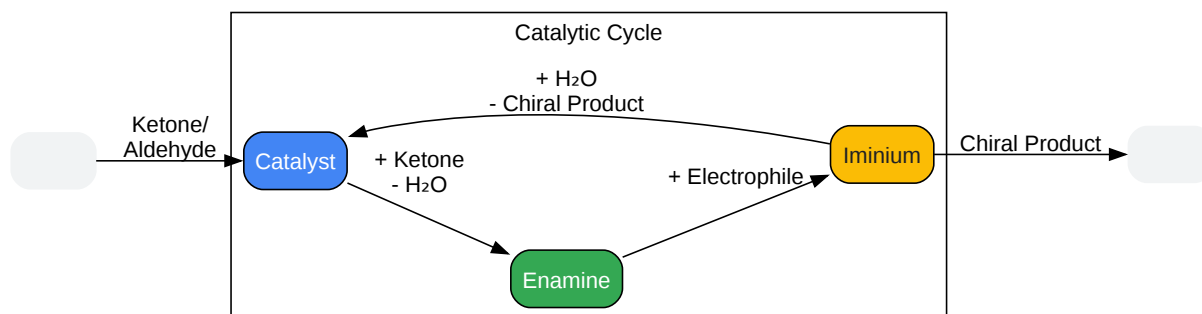 Catalytic Cycle
+ H₂O
- Chiral Product
Ketone/
Aldehyde
Catalyst
+ Ketone
- H₂O
+ Electrophile
Iminium
Chiral Product
Enamine